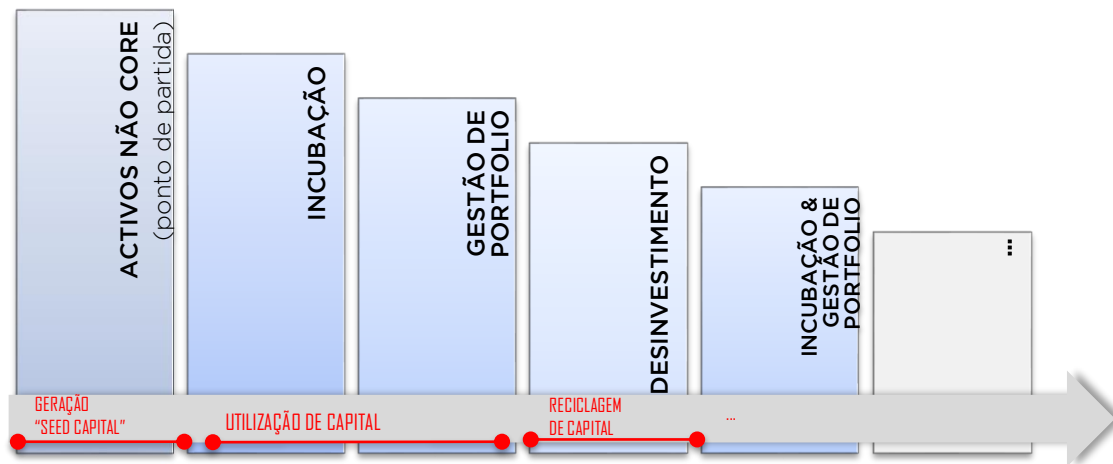 ACTIVOS NÃO CORE
(ponto de partida)
INCUBAÇÃO
GESTÃO DE
PORTFOLIO
DESINVESTIMENTO
INCUBAÇÃO &
GESTÃO DE
PORTFOLIO
...
GERAÇÃO
“SEED CAPITAL”
UTILIZAÇÃO DE CAPITAL
RECICLAGEM
DE CAPITAL
...